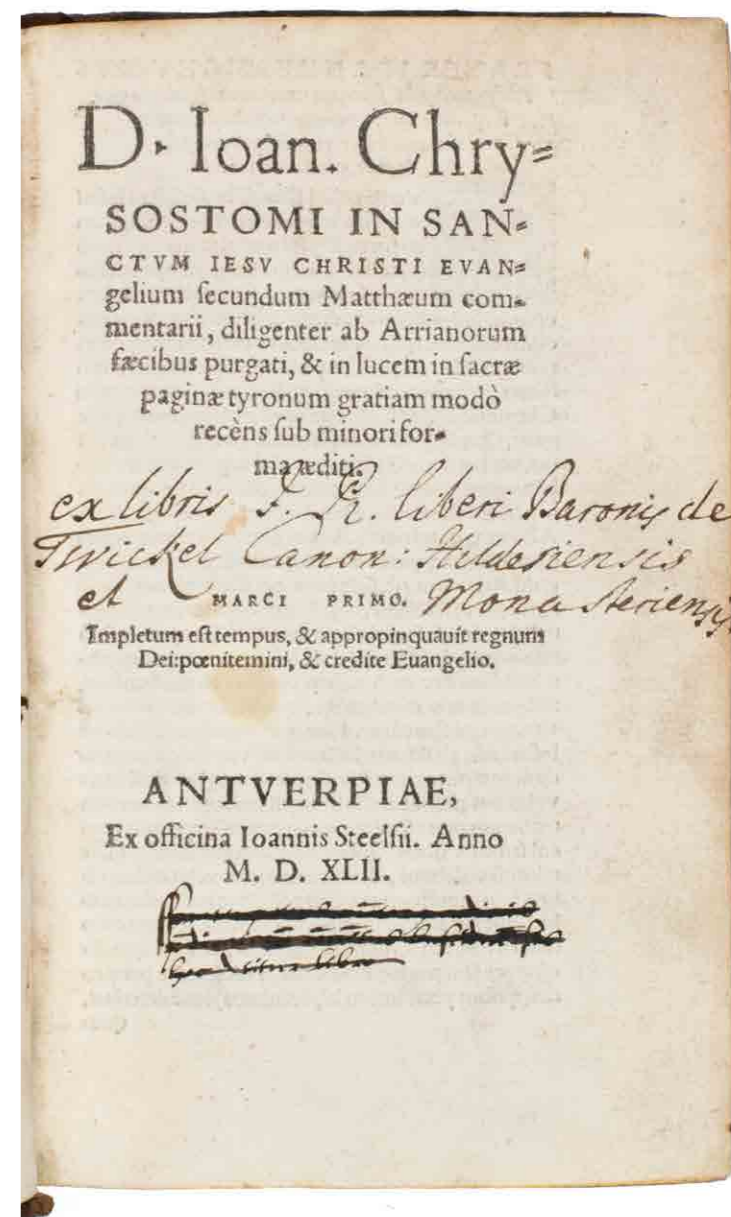 D. Ioan. Chry=
SOSTOMI IN SAN=
CTVM IESV CHRISTI EVAN=
gelium ſecundum Matthæum com=
mentarii, diligenter ab Arrianorum
fæcibus purgati, & in lucem in ſacræ
paginæ tyronum gratiam modò
recèns ſub minori for=
ma æditi.
ex libris F. R. liberi Baronis de
Twickel Canon: Hildesiensis
et Monasteriensis
MARCI PRIMO.
Impletum eſt tempus, & appropinquauit regnum
Dei: pœnitemini, & credite Euangelio.
ANTVERPIAE,
Ex officina Ioannis Steelſii. Anno
M. D. XLII.
libro